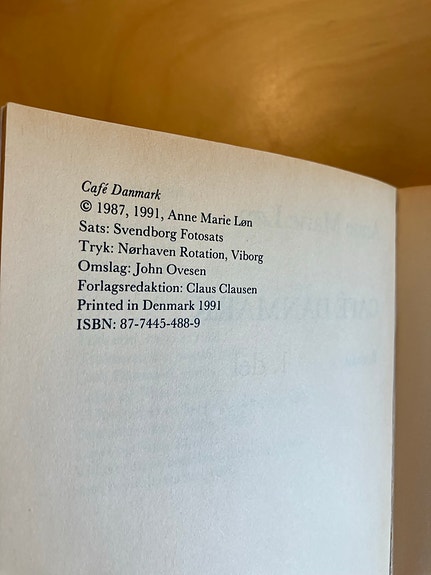 Café Danmark
© 1987, 1991, Anne Marie Løn
Sats: Svendborg Fotosats
Tryk: Nørhaven Rotation, Viborg
Omslag: John Ovesen
Forlagsredaktion: Claus Clausen
Printed in Denmark 1991
ISBN: 87-7445-488-9